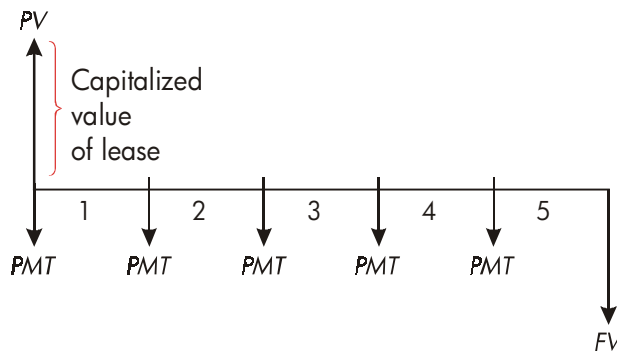 PV
Capitalized
value
of lease
1 2 3 4 5
PMT PMT PMT PMT PMT
FV